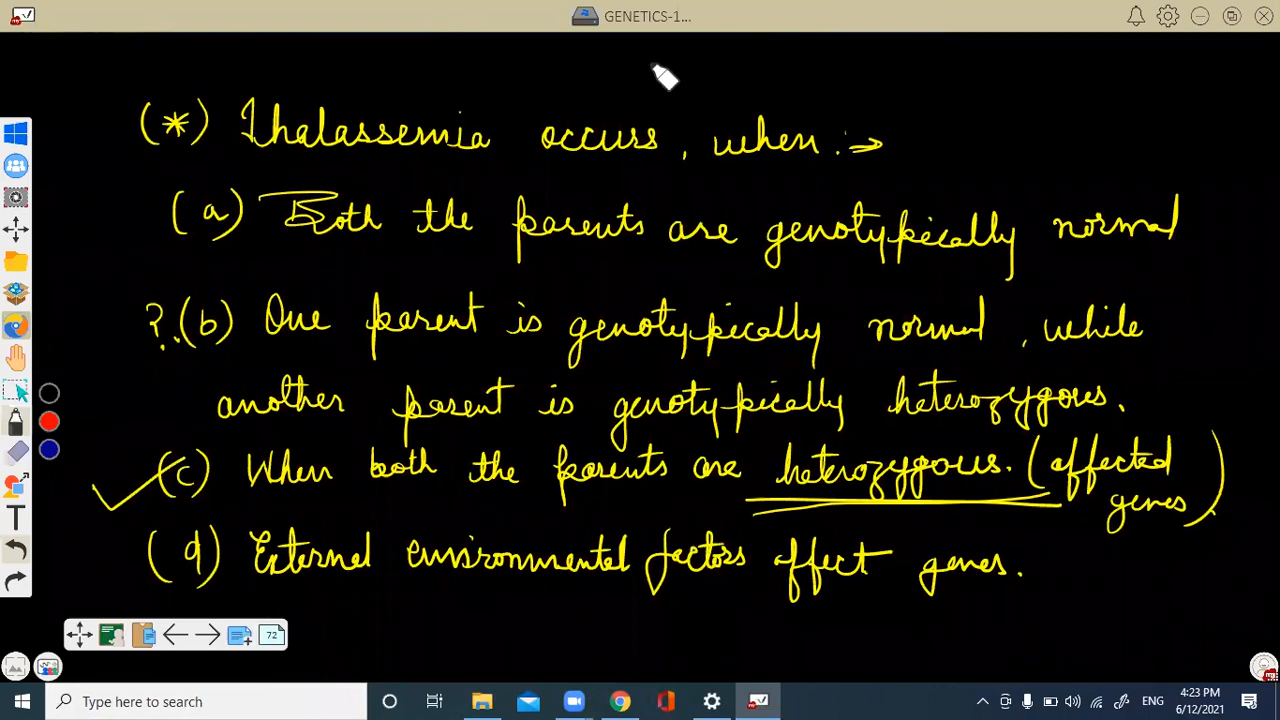 GENETICS-1...
(*) Thalassemia occurs, when :→
(a) Both the parents are genotypically normal
?.(b) One parent is genotypically normal, while
another parent is genotypically heterozygous.
(c) When both the parents are heterozygous. (affected
genes)
(d) External environmental factors affect genes.
72
Type here to search
ENG
4:23 PM
6/12/2021